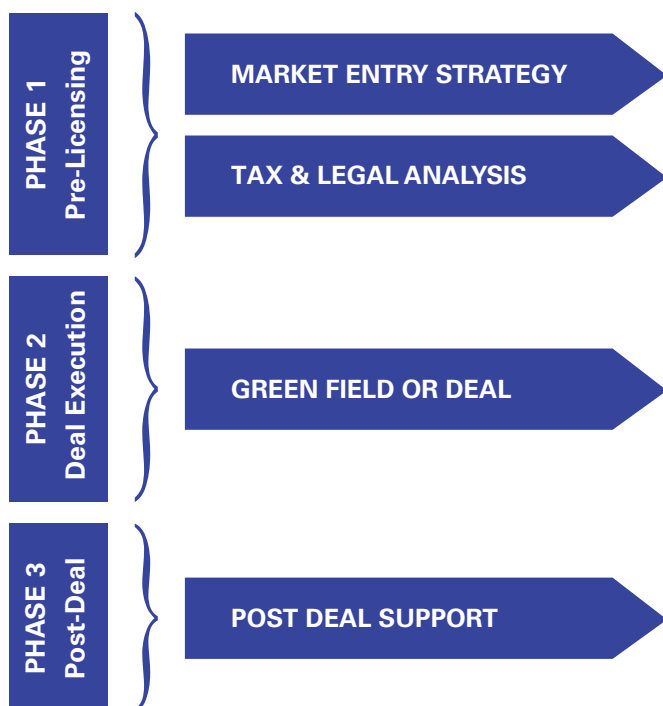 PHASE 1
Pre-Licensing
MARKET ENTRY STRATEGY
TAX & LEGAL ANALYSIS
PHASE 2
Deal Execution
GREEN FIELD OR DEAL
PHASE 3
Post-Deal
POST DEAL SUPPORT